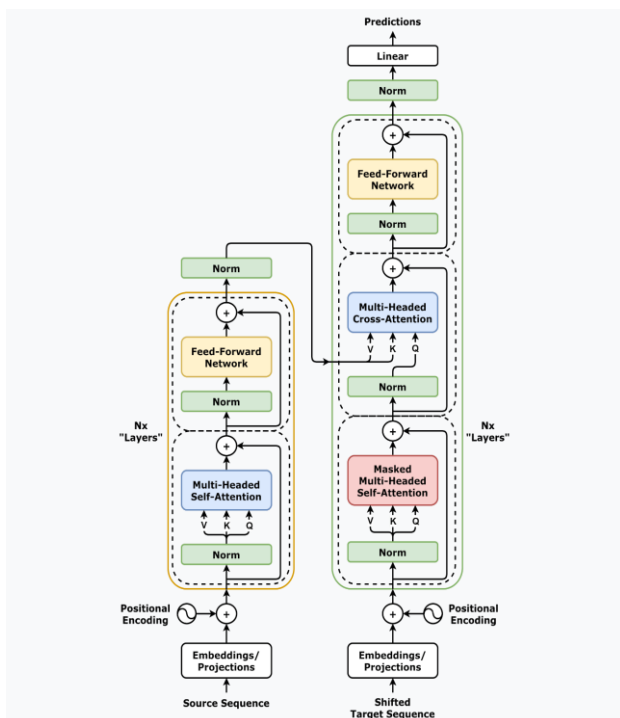 Predictions
Linear
Norm
+
Feed-Forward
Network
Norm
+
Multi-Headed
Cross-Attention
V K Q
Norm
+
Masked
Multi-Headed
Self-Attention
V K Q
Norm
Nx
"Layers"
+
Positional
Encoding
Embeddings/
Projections
Shifted
Target Sequence
Norm
+
Feed-Forward
Network
Norm
Nx
"Layers"
+
Multi-Headed
Self-Attention
V K Q
Norm
Positional
Encoding
+
Embeddings/
Projections
Source Sequence